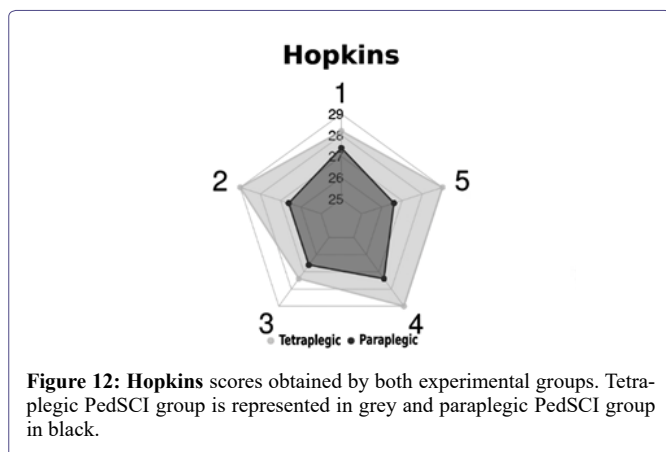 Hopkins
1
29
28
27
2
5
26
25
3
4
Tetraplegic Paraplegic
Figure 12: Hopkins scores obtained by both experimental groups. Tetra-
plegic PedSCI group is represented in grey and paraplegic PedSCI group
in black.